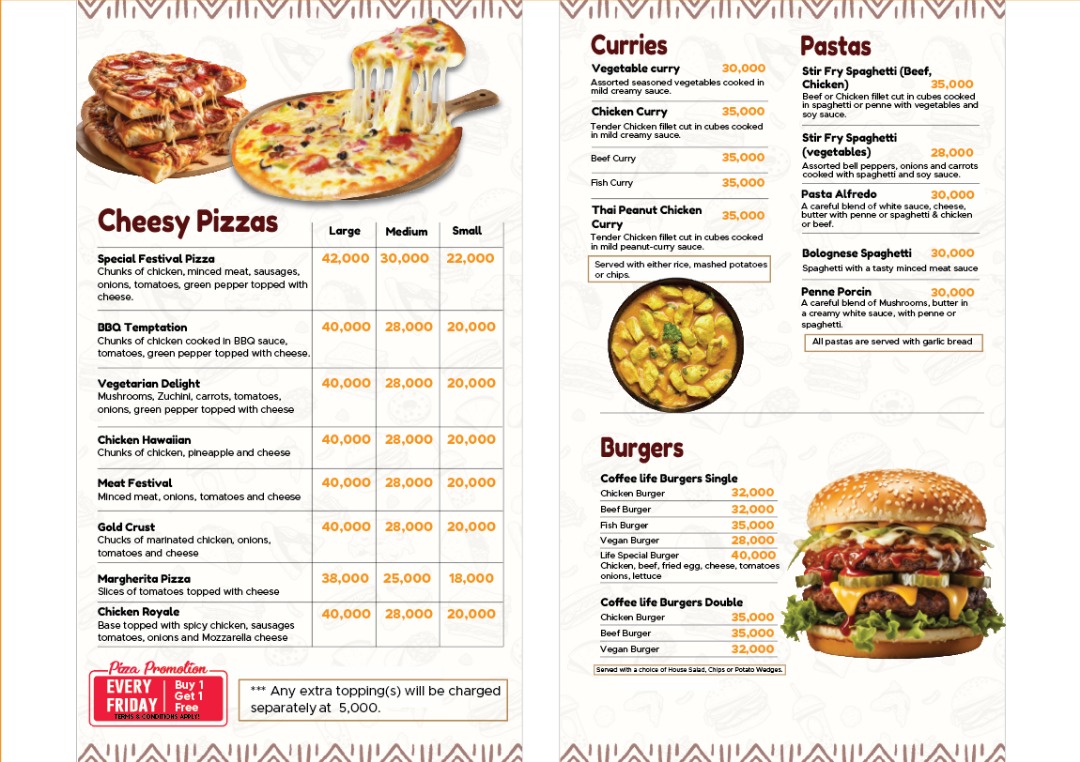 Cheesy Pizzas
Large Medium Small
Special Festival Pizza 42,000 30,000 22,000
Chunks of chicken, minced meat, sausages,
onions, tomatoes, green pepper topped with
cheese.
BBQ Temptation 40,000 28,000 20,000
Chunks of chicken cooked in BBQ sauce,
tomatoes, green pepper topped with cheese.
Vegetarian Delight 40,000 28,000 20,000
Mushrooms, Zuchini, carrots, tomatoes,
onions, green pepper topped with cheese
Chicken Hawaiian 40,000 28,000 20,000
Chunks of chicken, pineapple and cheese
Meat Festival 40,000 28,000 20,000
Minced meat, onions, tomatoes and cheese
Gold Crust 40,000 28,000 20,000
Chucks of marinated chicken, onions,
tomatoes and cheese
Margherita Pizza 38,000 25,000 18,000
Slices of tomatoes topped with cheese
Chicken Royale 40,000 28,000 20,000
Base topped with spicy chicken, sausages
tomatoes, onions and Mozzarella cheese
Pizza Promotion
EVERY
FRIDAY
Buy 1
Get 1
Free
TERMS & CONDITIONS APPLY!
*** Any extra topping(s) will be charged
separately at 5,000.
Curries
Vegetable curry 30,000
Assorted seasoned vegetables cooked in
mild creamy sauce.
Chicken Curry 35,000
Tender Chicken fillet cut in cubes cooked
in mild creamy sauce.
Beef Curry 35,000
Fish Curry 35,000
Thai Peanut Chicken
Curry 35,000
Tender Chicken fillet cut in cubes cooked
in mild peanut-curry sauce.
Served with either rice, mashed potatoes
or chips.
Pastas
Stir Fry Spaghetti (Beef,
Chicken) 35,000
Beef or Chicken fillet cut in cubes cooked
in spaghetti or penne with vegetables and
soy sauce.
Stir Fry Spaghetti
(vegetables) 28,000
Assorted bell peppers, onions and carrots
cooked with spaghetti and soy sauce.
Pasta Alfredo 30,000
A careful blend of white sauce, cheese,
butter with penne or spaghetti & chicken
or beef.
Bolognese Spaghetti 30,000
Spaghetti with a tasty minced meat sauce
Penne Porcin 30,000
A careful blend of Mushrooms, butter in
a creamy white sauce, with penne or
spaghetti.
All pastas are served with garlic bread
Burgers
Coffee life Burgers Single
Chicken Burger 32,000
Beef Burger 32,000
Fish Burger 35,000
Vegan Burger 28,000
Life Special Burger 40,000
Chicken, beef, fried egg, cheese, tomatoes
onions, lettuce
Coffee life Burgers Double
Chicken Burger 35,000
Beef Burger 35,000
Vegan Burger 32,000
Served with a choice of House Salad, Chips or Potato Wedges.